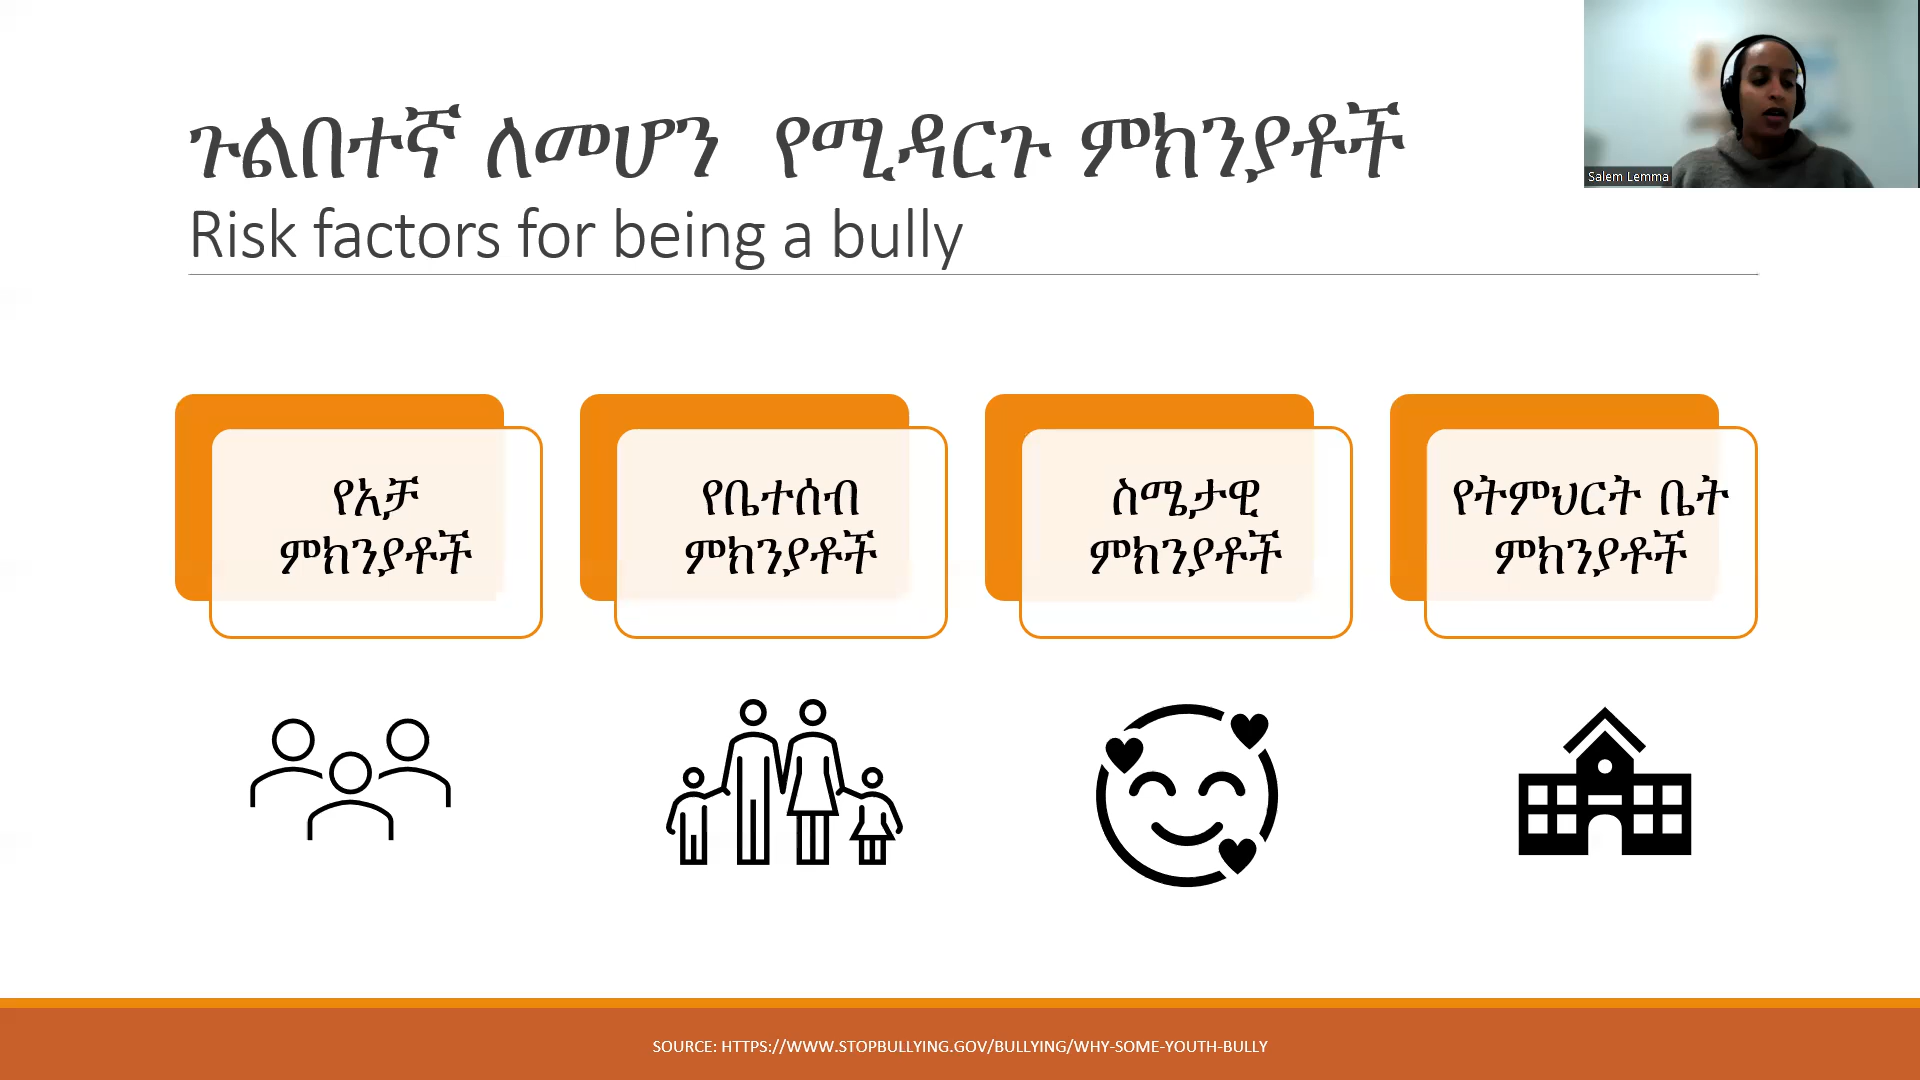 ጉልበተኛ ለመሆን የሚዳርጉ ምክንያቶች
Risk factors for being a bully
Salem Lemma
የአቻ
ምክንያቶች
የቤተሰብ
ምክንያቶች
ስሜታዊ
ምክንያቶች
የትምህርት ቤት
ምክንያቶች
SOURCE: HTTPS://WWW.STOPBULLYING.GOV/BULLYING/WHY-SOME-YOUTH-BULLY